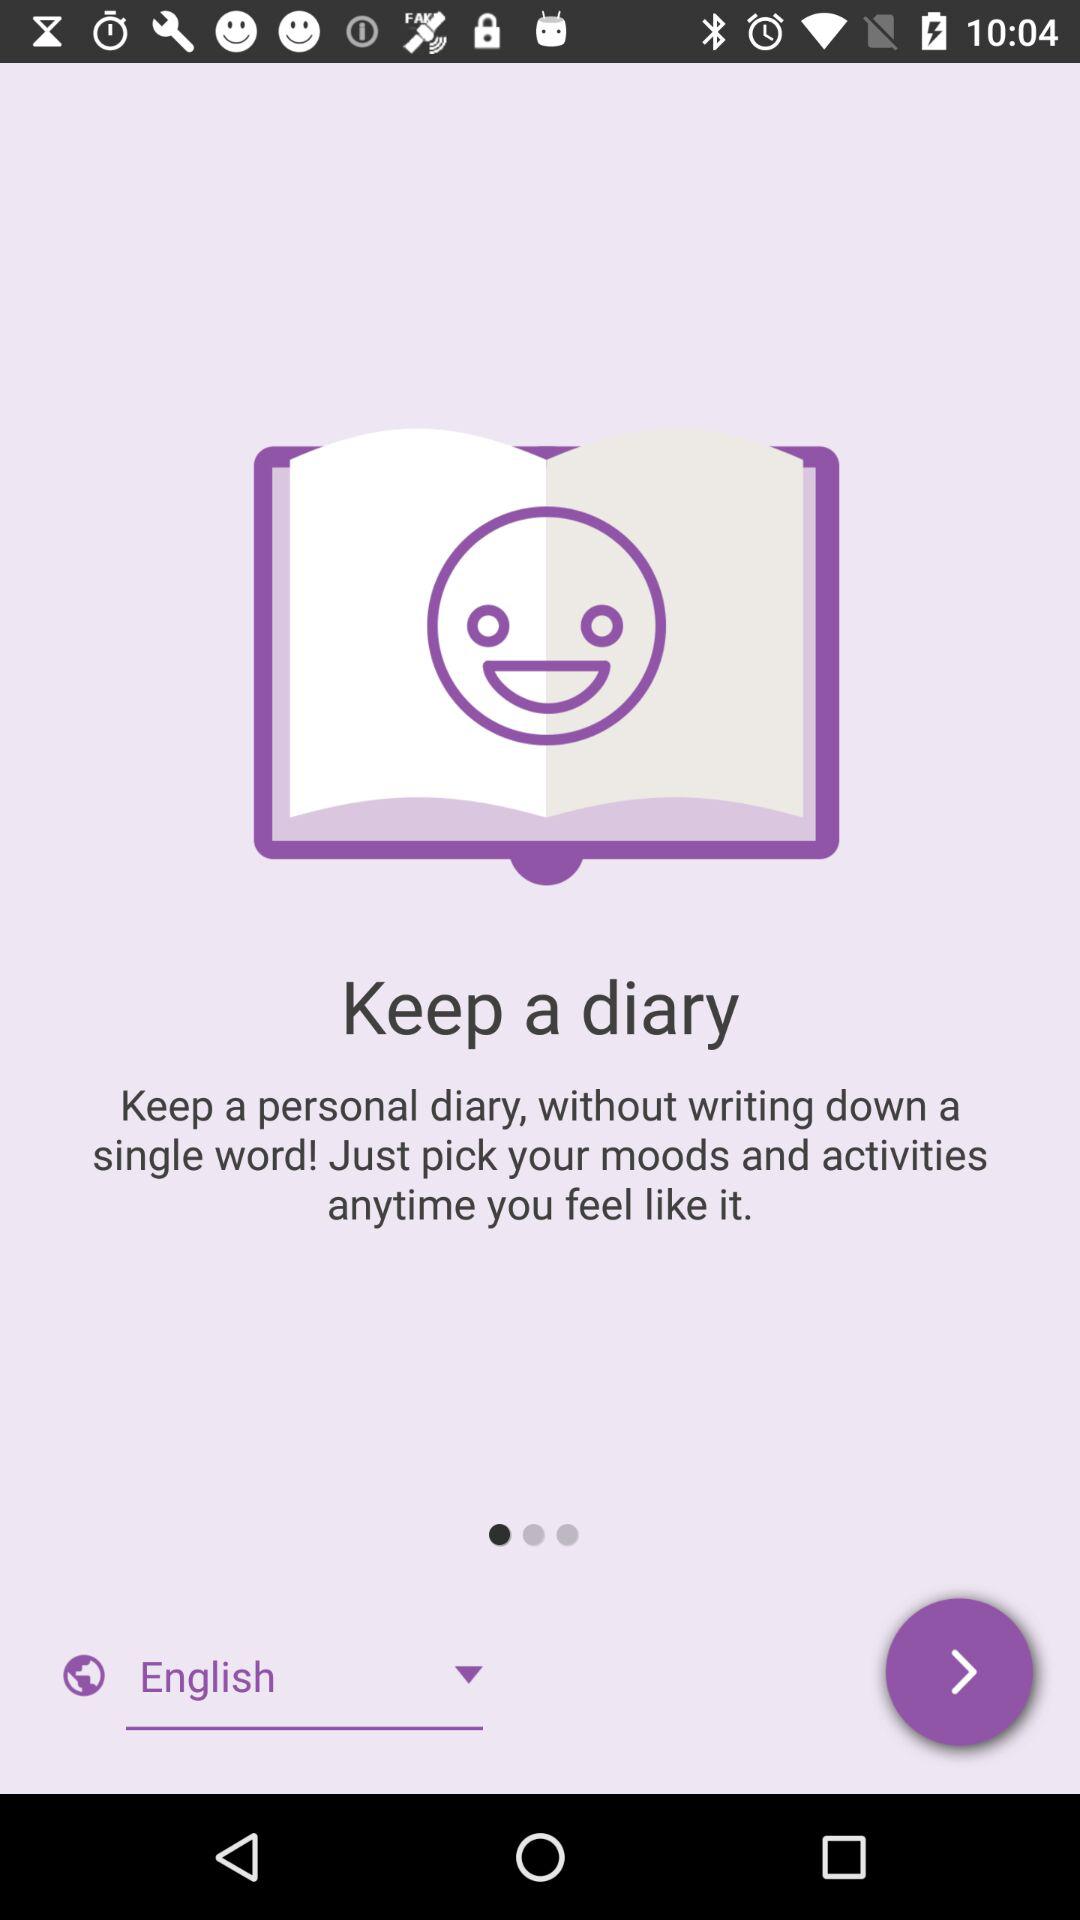 FAKE
10:04
Keep a diary
Keep a personal diary, without writing down a
single word! Just pick your moods and activities
anytime you feel like it.
English